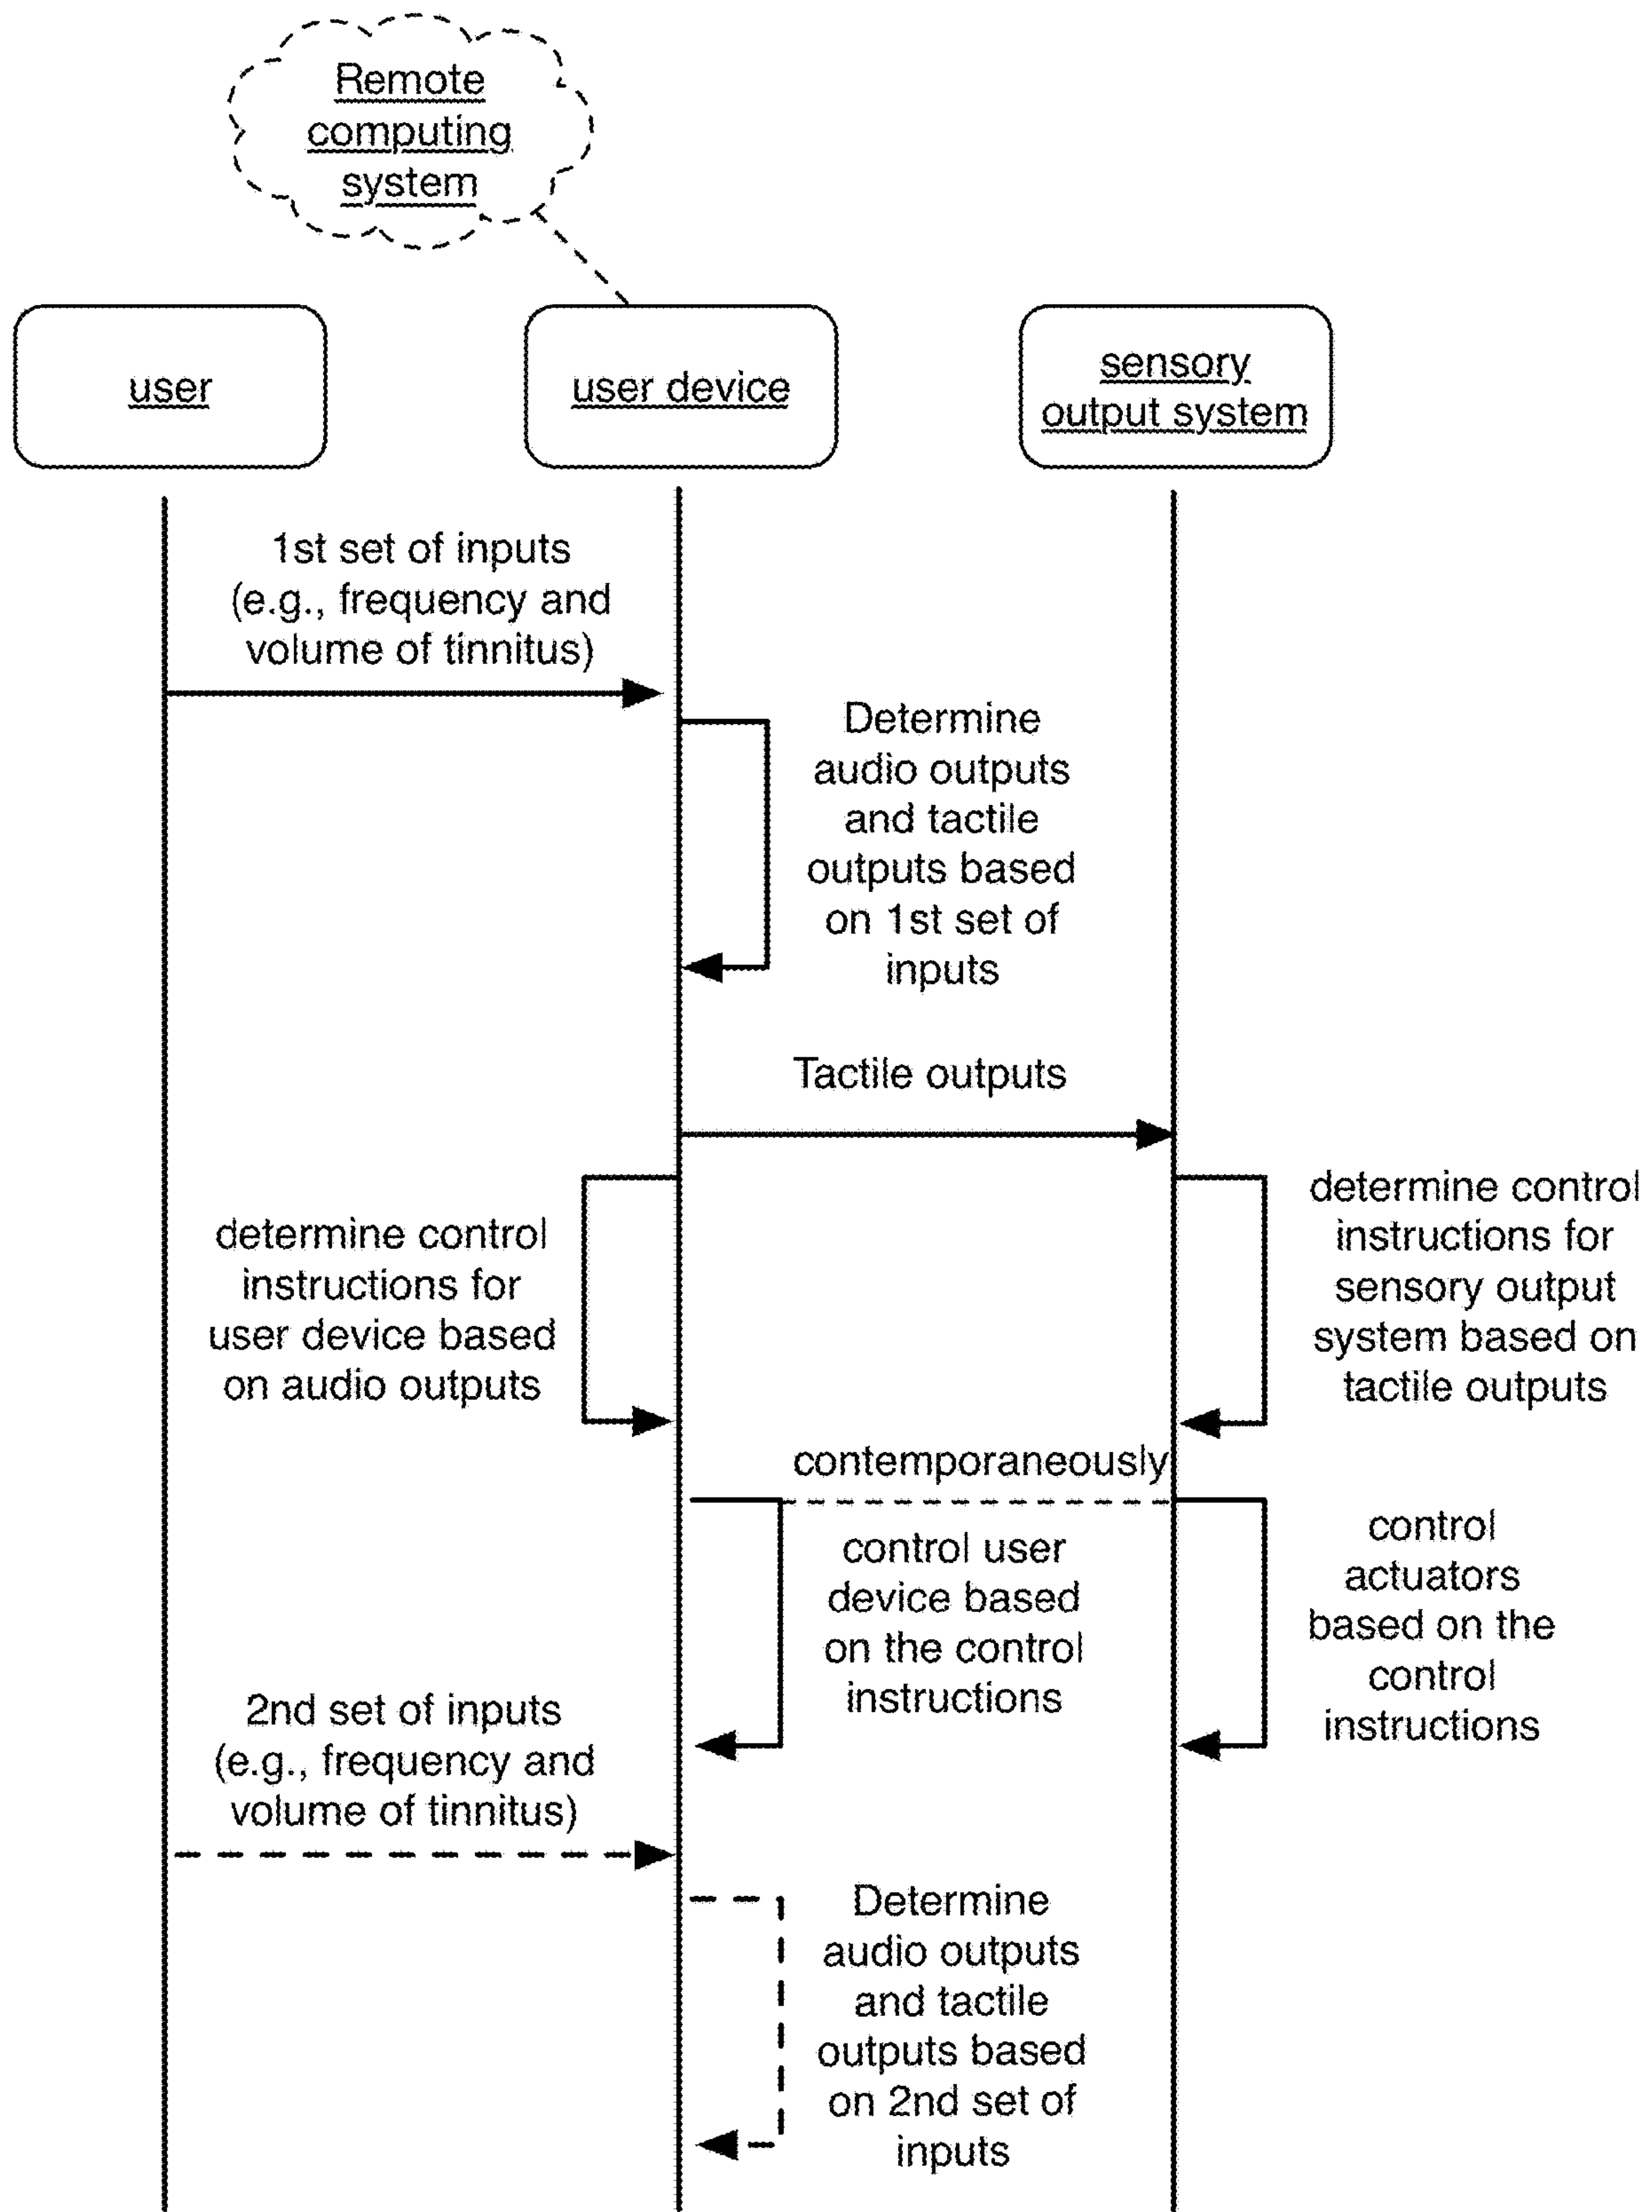 Remote
computing
system
user
user device
sensory
output system
1st set of inputs
(e.g., frequency and
volume of tinnitus)
Determine
audio outputs
and tactile
outputs based
on 1st set of
inputs
Tactile outputs
determine control
instructions for
user device based
on audio outputs
determine control
instructions for
sensory output
system based on
tactile outputs
contemporaneously
control user
device based
on the control
instructions
control
actuators
based on the
control
instructions
2nd set of inputs
(e.g., frequency and
volume of tinnitus)
Determine
audio outputs
and tactile
outputs based
on 2nd set of
inputs